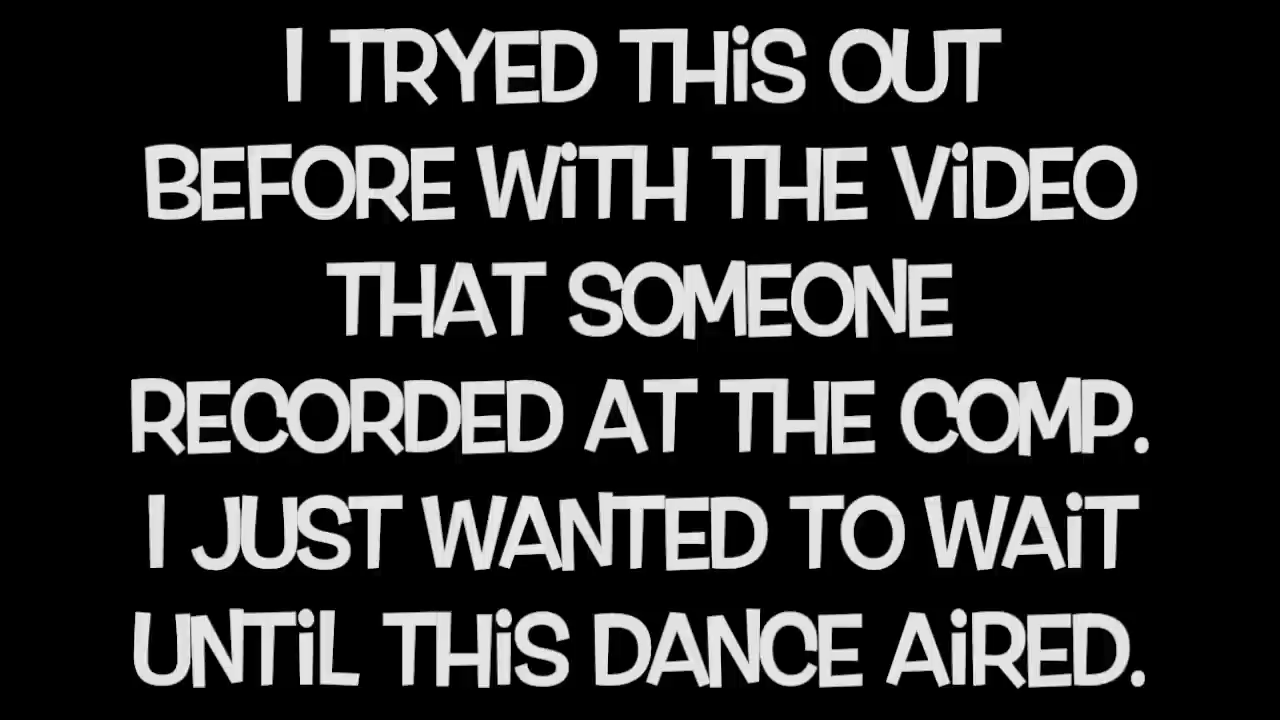 I TRYED THiS OUT
BEFORE WiTH THE ViDEO
THAT SOMEONE
RECORDED AT THE COMP.
I JUST WANTED TO WAiT
UNTiL THiS DANCE AiRED.